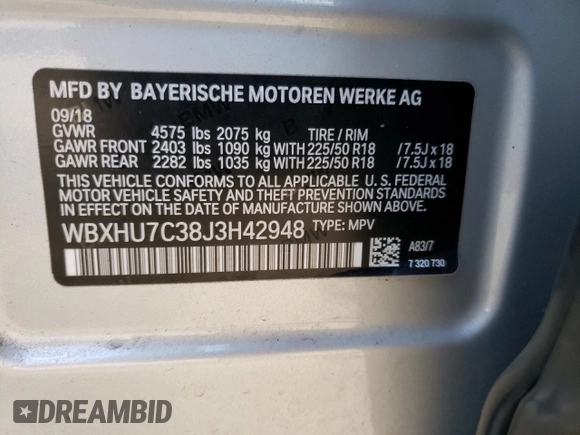 MFD BY BAYERISCHE MOTOREN WERKE AG
09/18
GVWR 4575 lbs 2075 kg TIRE / RIM
GAWR FRONT 2403 lbs 1090 kg WITH 225/50 R18 / 7.5J x 18
GAWR REAR 2282 lbs 1035 kg WITH 225/50 R18 / 7.5J x 18
THIS VEHICLE CONFORMS TO ALL APPLICABLE U. S. FEDERAL
MOTOR VEHICLE SAFETY AND THEFT PREVENTION STANDARDS
IN EFFECT ON THE DATE OF MANUFACTURE SHOWN ABOVE.
WBXHU7C38J3H42948 TYPE: MPV
A83/7
7 320 730
DREAMBID